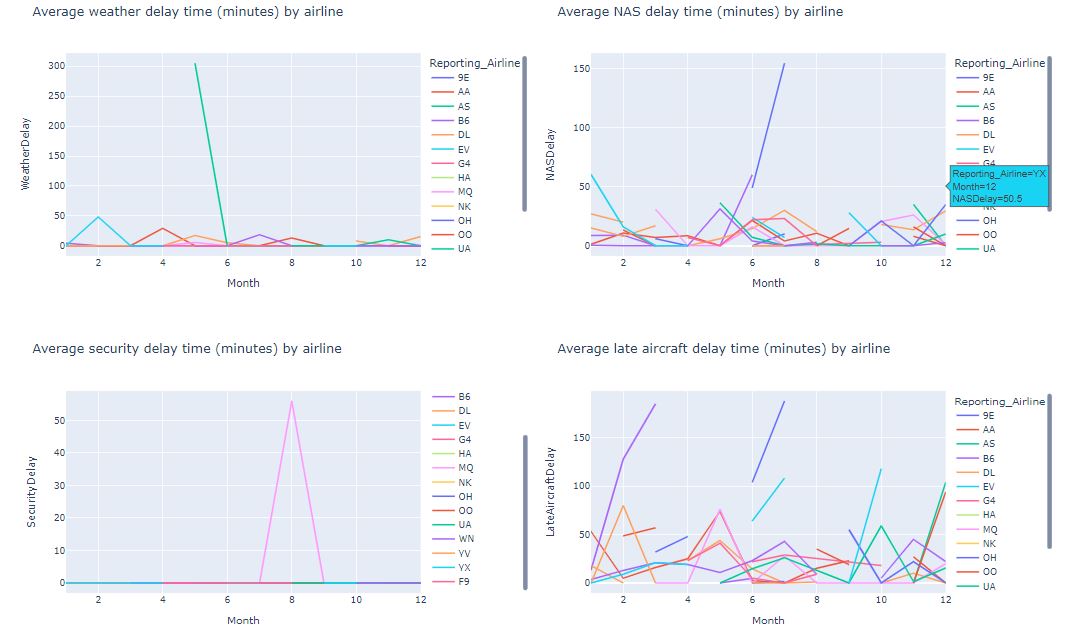 Average weather delay time (minutes) by airline
WeatherDelay
300
250
200
150
100
50
0
2
4
6
8
10
12
Month
Reporting_Airline
9E
AA
AS
B6
DL
EV
G4
HA
MQ
NK
OH
OO
UA
Average NAS delay time (minutes) by airline
NASDelay
150
100
50
0
2
4
6
8
10
12
Month
Reporting_Airline
9E
AA
AS
B6
DL
EV
G4
Reporting_Airline=YX
Month=12
NASDelay=50.5
NK
OH
OO
UA
Average security delay time (minutes) by airline
SecurityDelay
50
40
30
20
10
0
2
4
6
8
10
12
Month
B6
DL
EV
G4
HA
MQ
NK
OH
OO
UA
WN
YV
YX
F9
Average late aircraft delay time (minutes) by airline
LateAircraftDelay
150
100
50
0
2
4
6
8
10
12
Month
Reporting_Airline
9E
AA
AS
B6
DL
EV
G4
HA
MQ
NK
OH
OO
UA